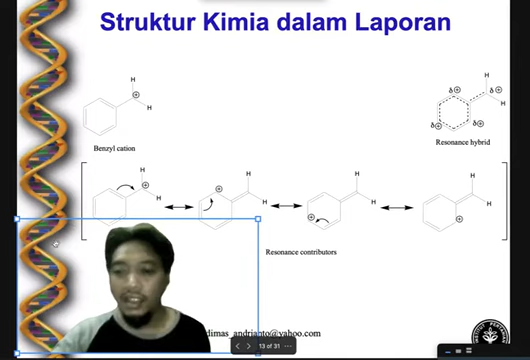 Struktur Kimia dalam Laporan
H
H
Benzyl cation
H
H
δ
δ
δ
Resonance hybrid
H
H
H
H
H
H
H
H
Resonance contributors
dimas_andrianto@yahoo.com
13 of 31